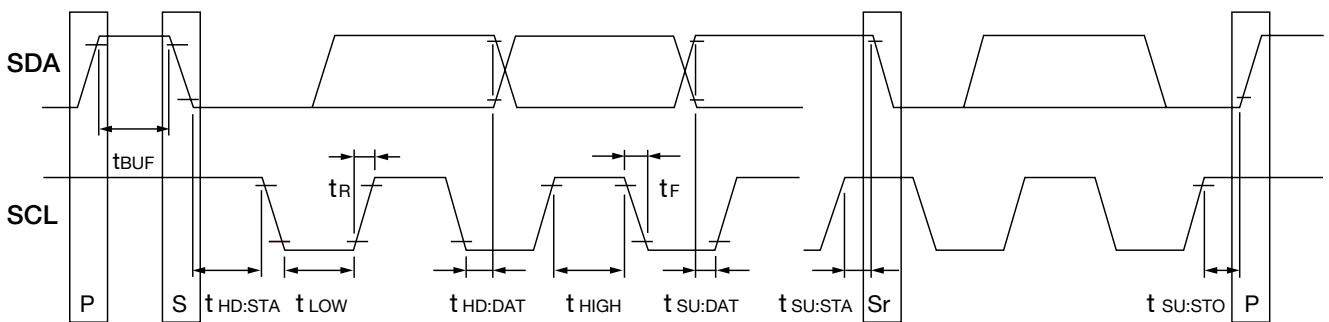 SDA
tBUF
tR
tF
SCL
P
S
t HD:STA
t LOW
t HD:DAT
t HIGH
t SU:DAT
t SU:STA
Sr
t SU:STO
P